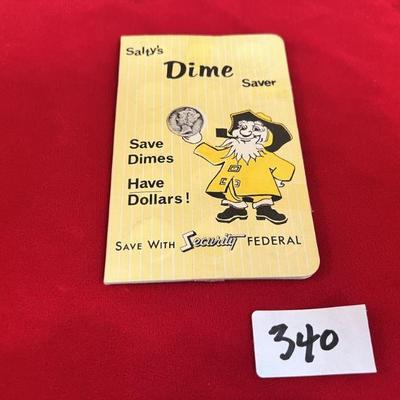 Salty's
Dime
Saver
Save
Dimes
Have
Dollars!
SAVE WITH Security FEDERAL
340